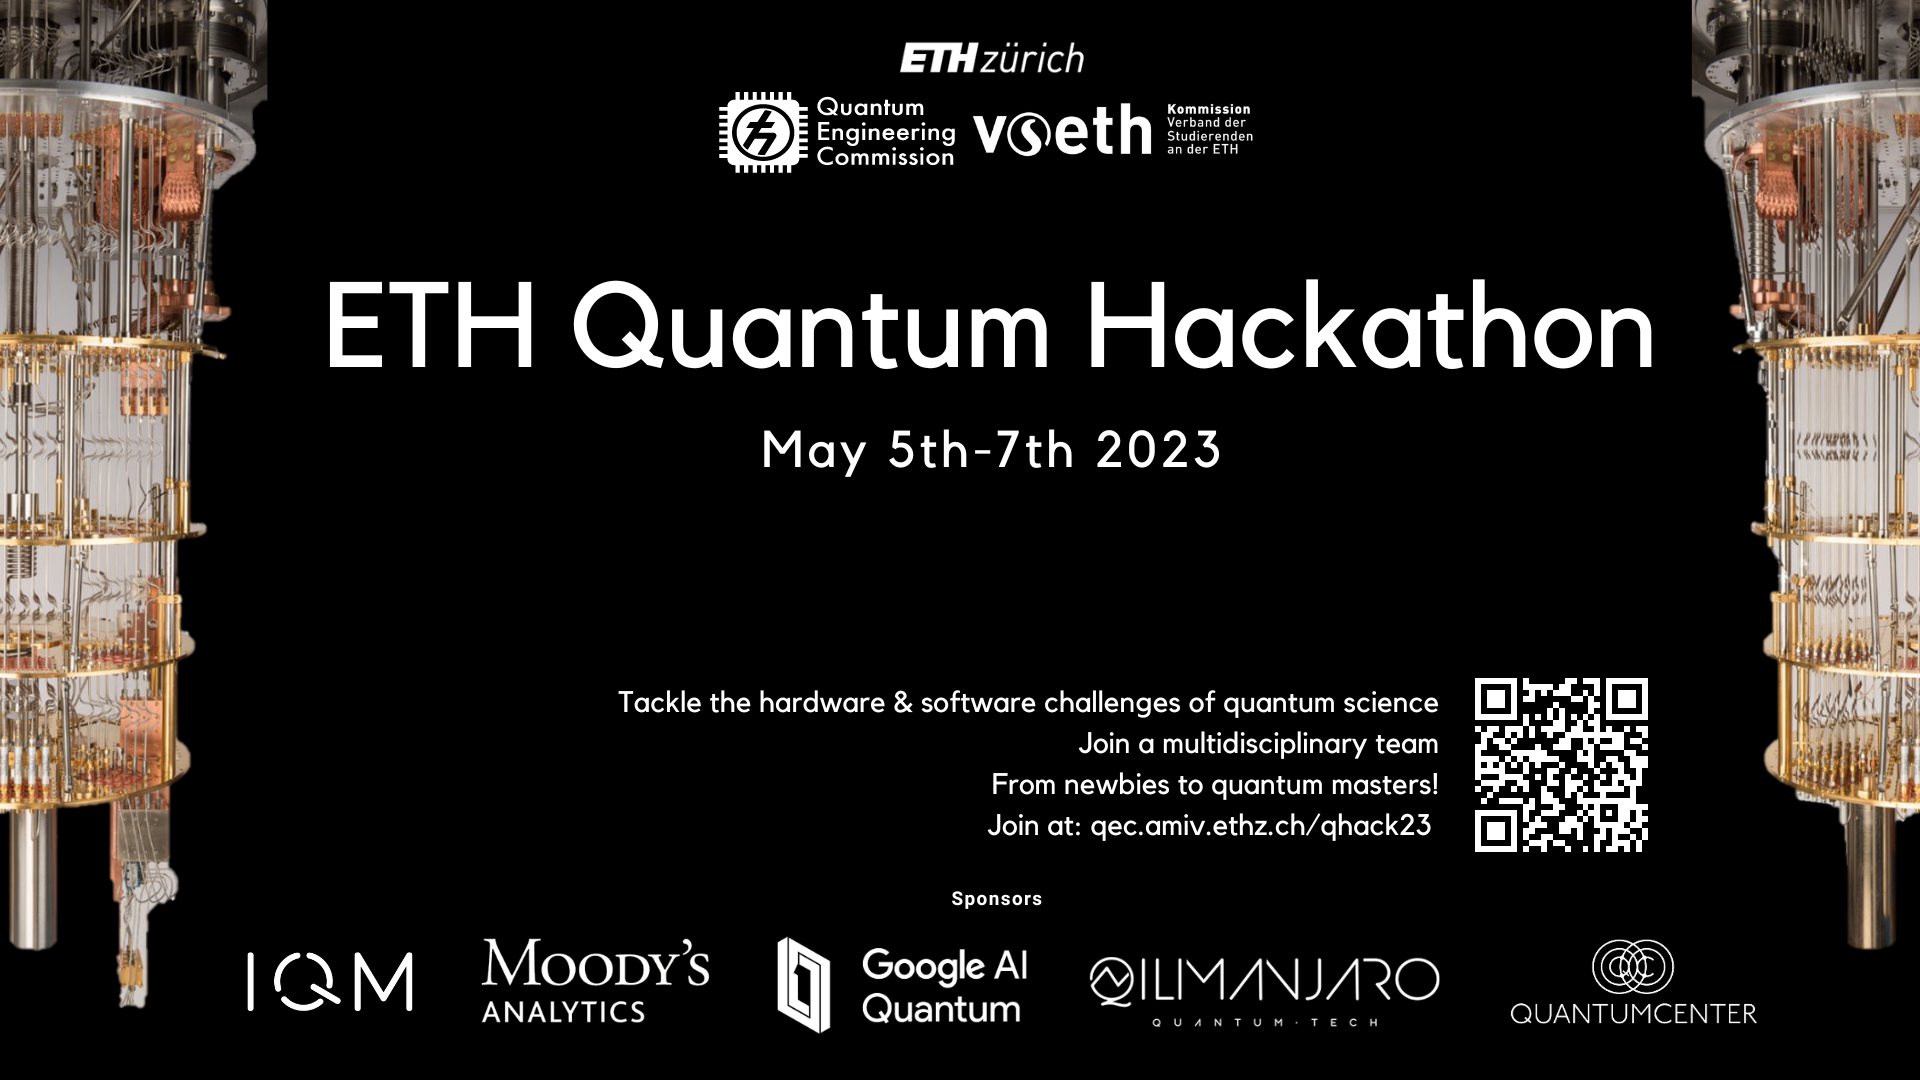 ETH zürich
Quantum
Engineering
Commission
vseth
Kommission
Verband der
Studierenden
an der ETH
ETH Quantum Hackathon
May 5th-7th 2023
Tackle the hardware & software challenges of quantum science
Join a multidisciplinary team
From newbies to quantum masters!
Join at: qec.amiv.ethz.ch/qhack23
Sponsors
IQM
MOODY'S
ANALYTICS
Google AI
Quantum
QILIMANJARO
QUANTUM·TECH
QC
QUANTUMCENTER